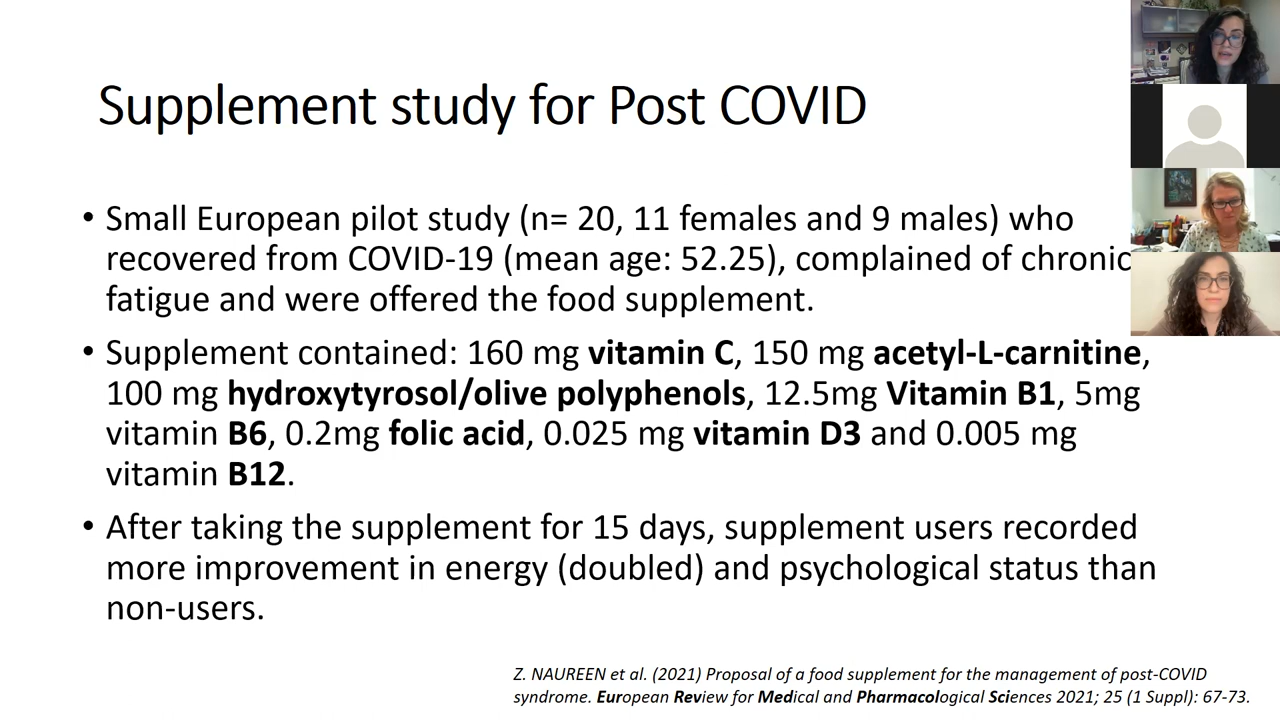 Supplement study for Post COVID
• Small European pilot study (n= 20, 11 females and 9 males) who
recovered from COVID-19 (mean age: 52.25), complained of chronic
fatigue and were offered the food supplement.
• Supplement contained: 160 mg vitamin C, 150 mg acetyl-L-carnitine,
100 mg hydroxytyrosol/olive polyphenols, 12.5mg Vitamin B1, 5mg
vitamin B6, 0.2mg folic acid, 0.025 mg vitamin D3 and 0.005 mg
vitamin B12.
• After taking the supplement for 15 days, supplement users recorded
more improvement in energy (doubled) and psychological status than
non-users.
Z. NAUREEN et al. (2021) Proposal of a food supplement for the management of post-COVID
syndrome. European Review for Medical and Pharmacological Sciences 2021; 25 (1 Suppl): 67-73.